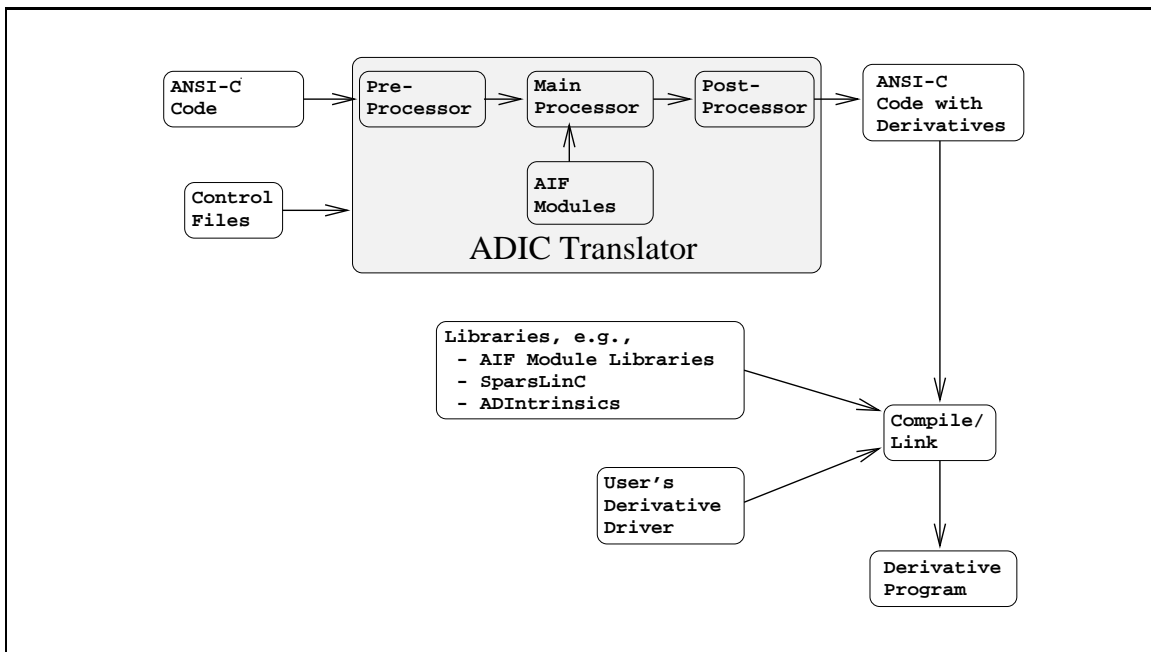 ANSI-C
Code
Pre-
Processor
Main
Processor
Post-
Processor
ANSI-C
Code with
Derivatives
Control
Files
AIF
Modules
ADIC Translator
Libraries, e.g.,
- AIF Module Libraries
- SparsLinC
- ADIntrinsics
Compile/
Link
User's
Derivative
Driver
Derivative
Program